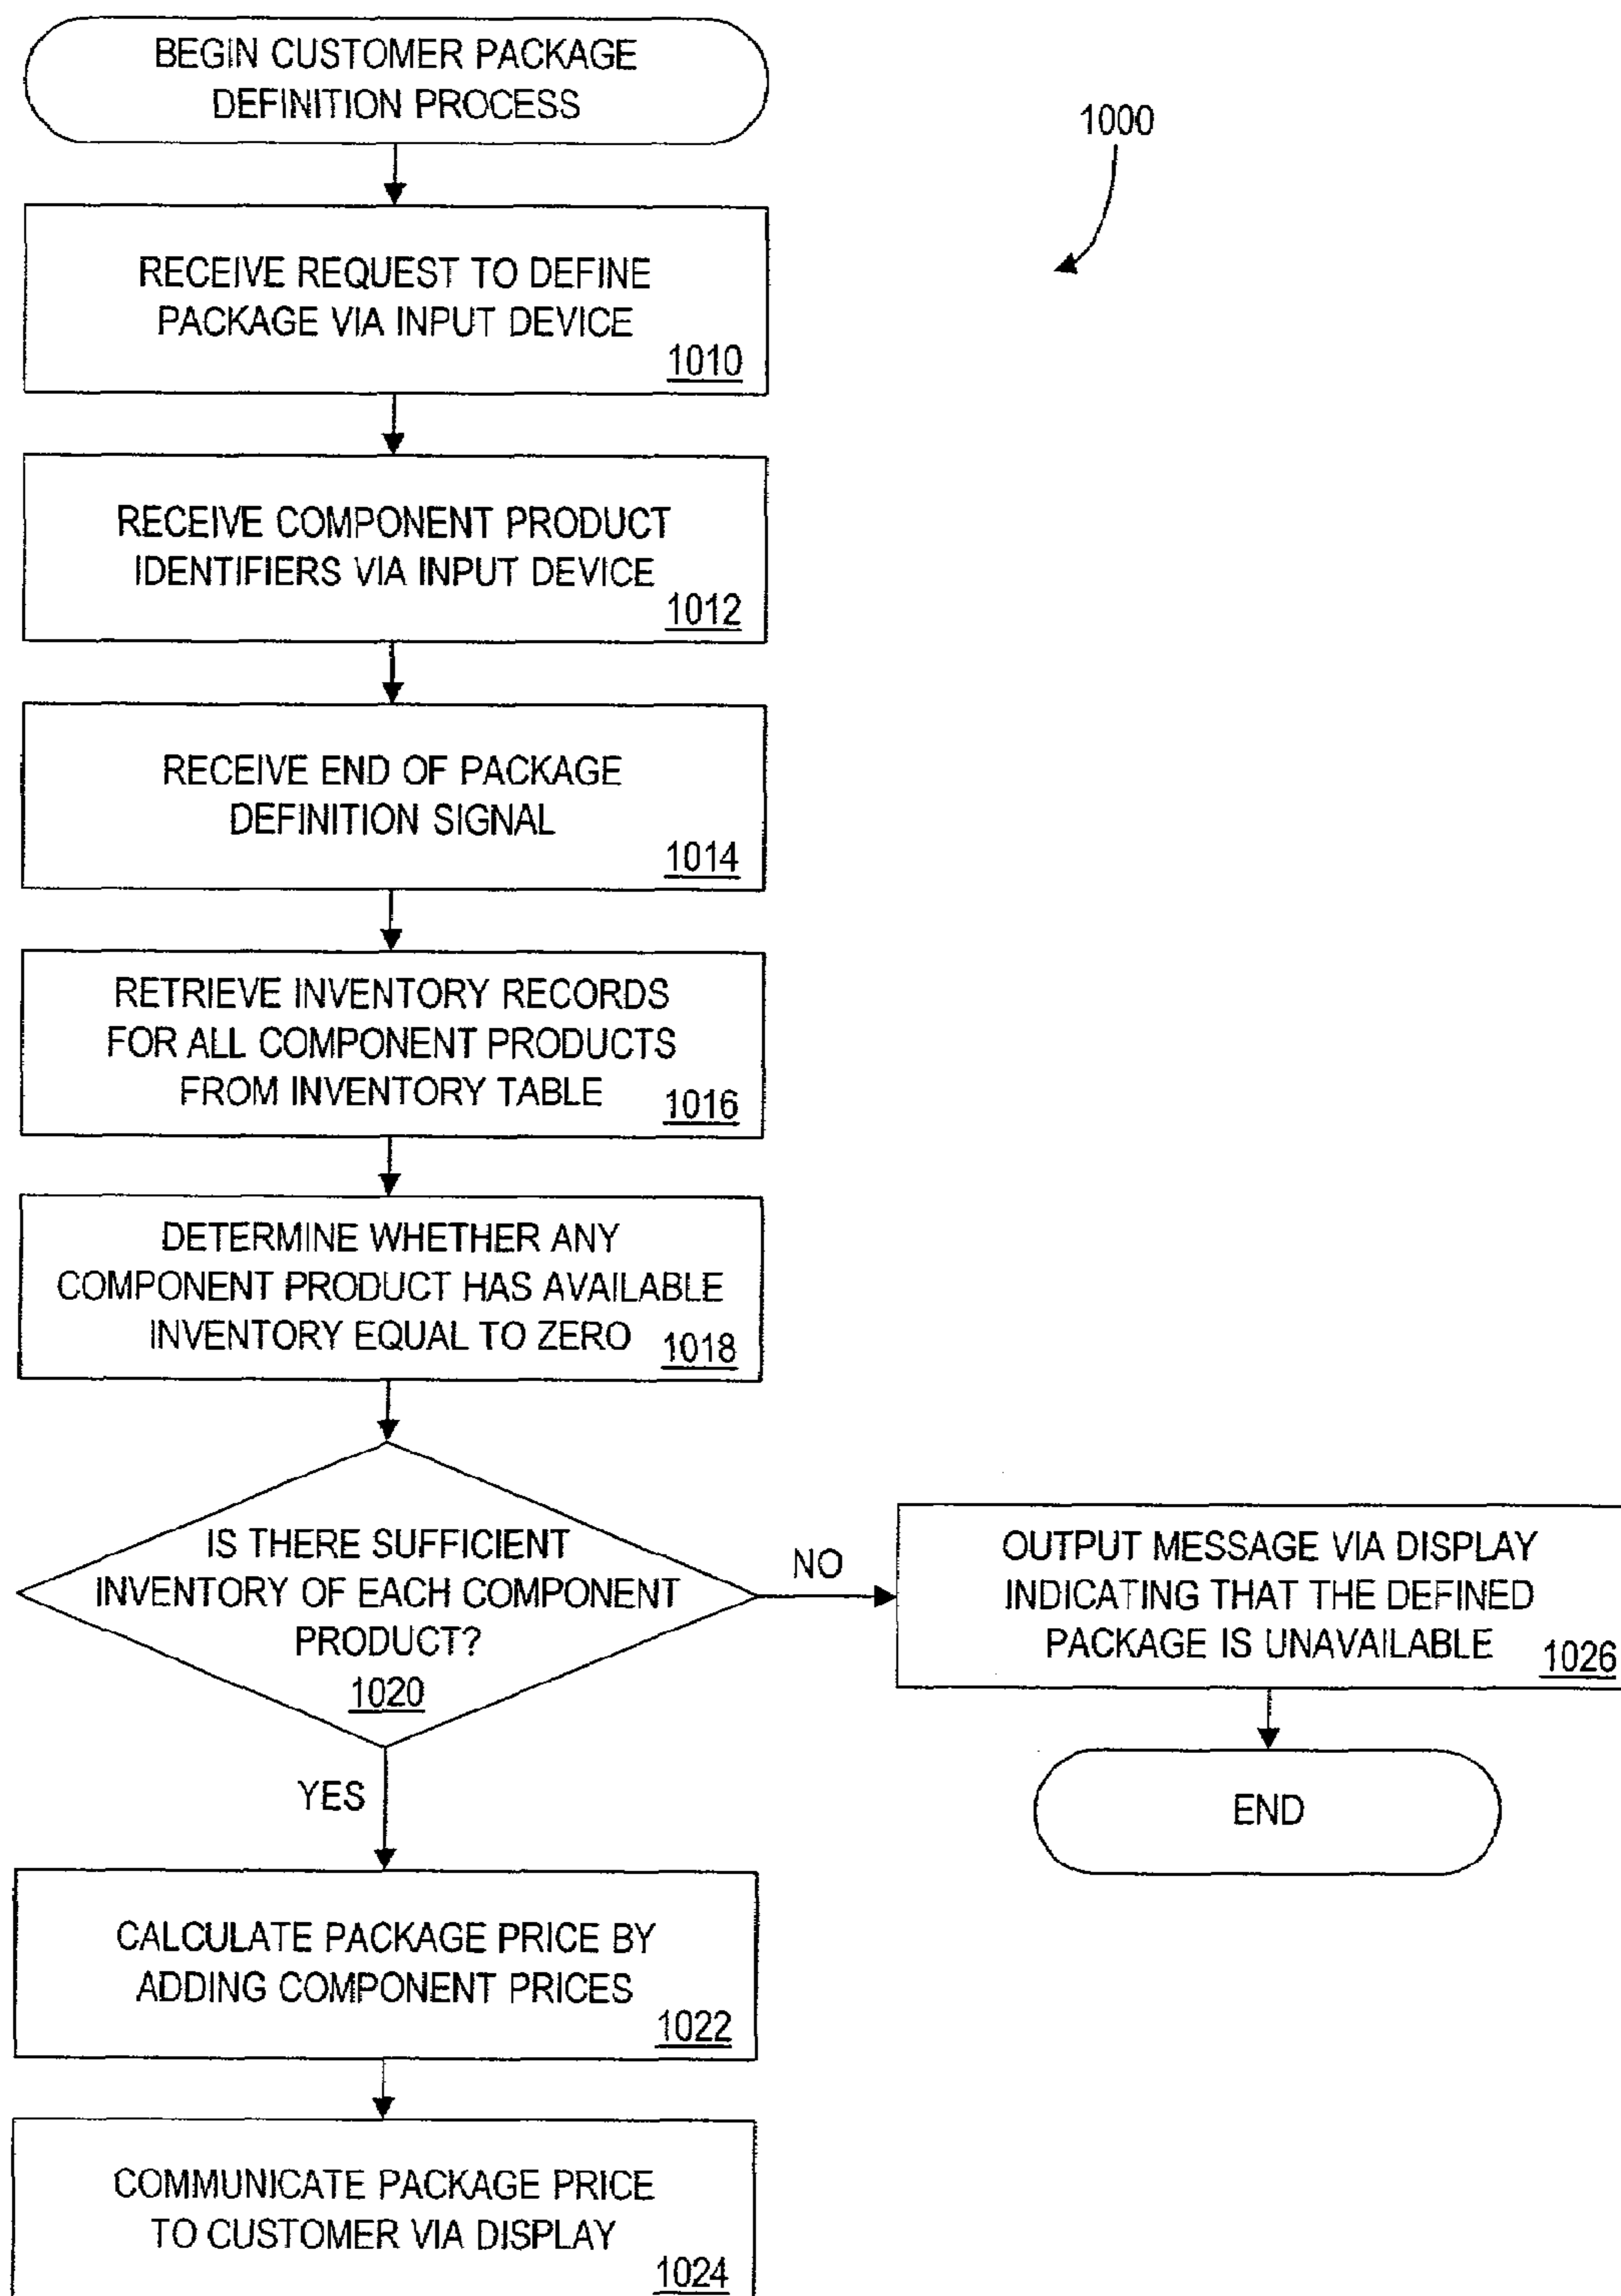 BEGIN CUSTOMER PACKAGE
DEFINITION PROCESS
1000
RECEIVE REQUEST TO DEFINE
PACKAGE VIA INPUT DEVICE
1010
RECEIVE COMPONENT PRODUCT
IDENTIFIERS VIA INPUT DEVICE
1012
RECEIVE END OF PACKAGE
DEFINITION SIGNAL
1014
RETRIEVE INVENTORY RECORDS
FOR ALL COMPONENT PRODUCTS
FROM INVENTORY TABLE
1016
DETERMINE WHETHER ANY
COMPONENT PRODUCT HAS AVAILABLE
INVENTORY EQUAL TO ZERO
1018
IS THERE SUFFICIENT
INVENTORY OF EACH COMPONENT
PRODUCT?
1020
NO
OUTPUT MESSAGE VIA DISPLAY
INDICATING THAT THE DEFINED
PACKAGE IS UNAVAILABLE
1026
END
YES
CALCULATE PACKAGE PRICE BY
ADDING COMPONENT PRICES
1022
COMMUNICATE PACKAGE PRICE
TO CUSTOMER VIA DISPLAY
1024